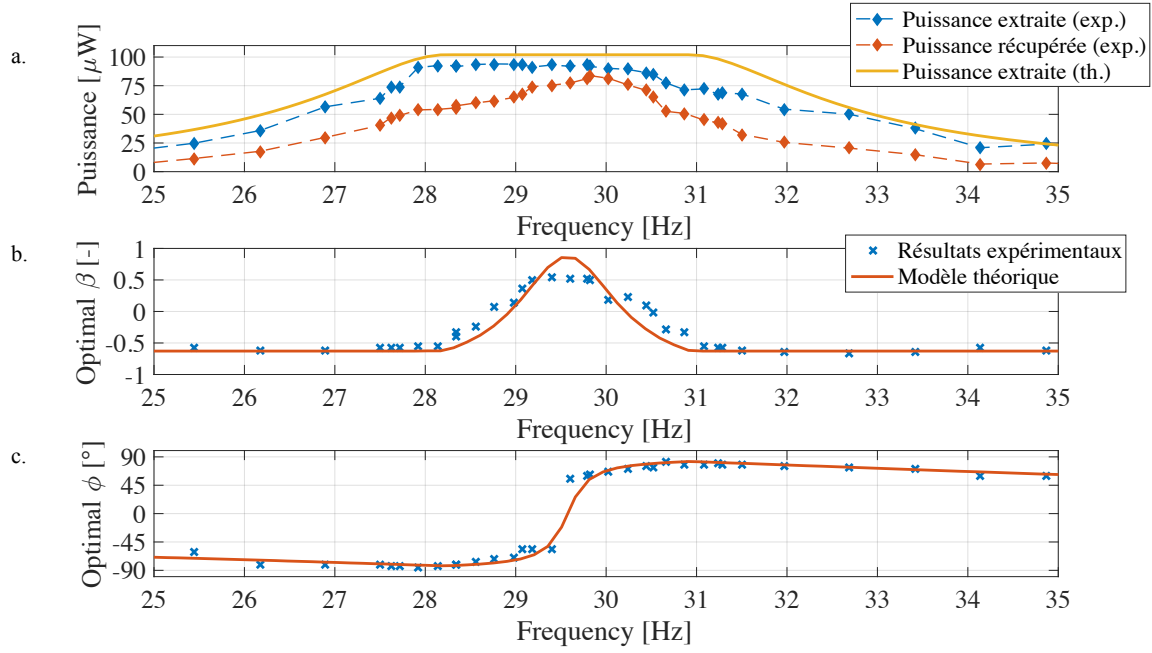 a.
Puissance [μW]
100
75
50
25
0
25 26 27 28 29 30 31 32 33 34 35
Frequency [Hz]
Puissance extraite (exp.)
Puissance récupérée (exp.)
Puissance extraite (th.)
b.
Optimal β [-]
1
0.5
0
-0.5
-1
25 26 27 28 29 30 31 32 33 34 35
Frequency [Hz]
Résultats expérimentaux
Modèle théorique
c.
Optimal ϕ [°]
90
45
0
-45
-90
25 26 27 28 29 30 31 32 33 34 35
Frequency [Hz]